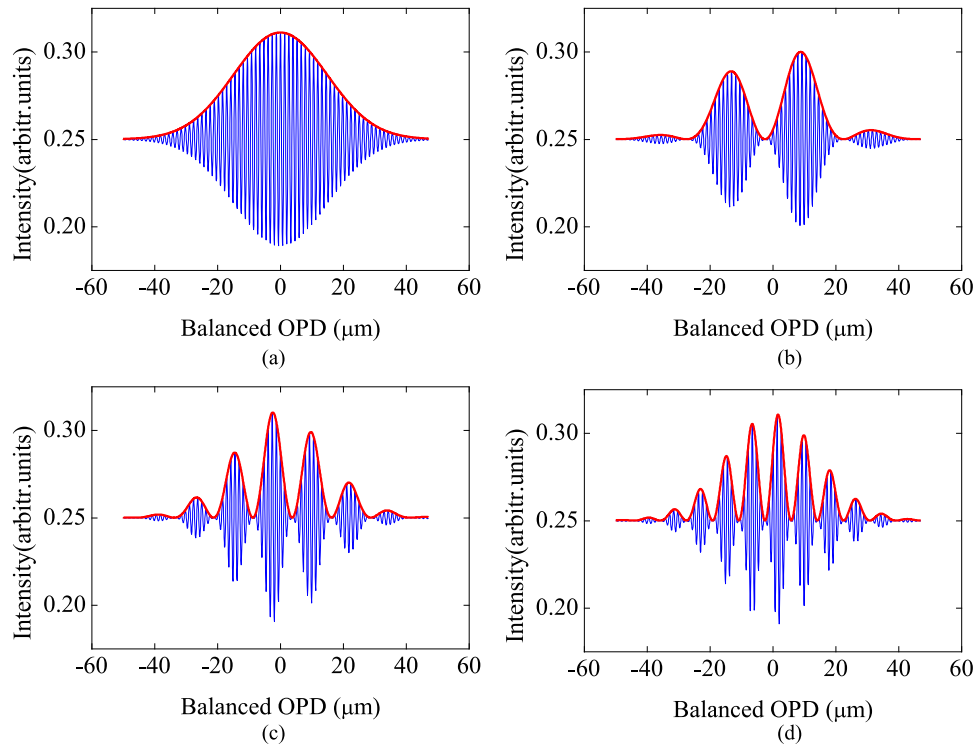 Intensity(arbitr.units)
0.30
0.25
0.20
-60 -40 -20 0 20 40 60
Balanced OPD (μm)
(a)
Intensity(arbitr.units)
0.30
0.25
0.20
-60 -40 -20 0 20 40 60
Balanced OPD (μm)
(b)
Intensity(arbitr.units)
0.30
0.25
0.20
-60 -40 -20 0 20 40 60
Balanced OPD (μm)
(c)
Intensity(arbitr.units)
0.30
0.25
0.20
-60 -40 -20 0 20 40 60
Balanced OPD (μm)
(d)